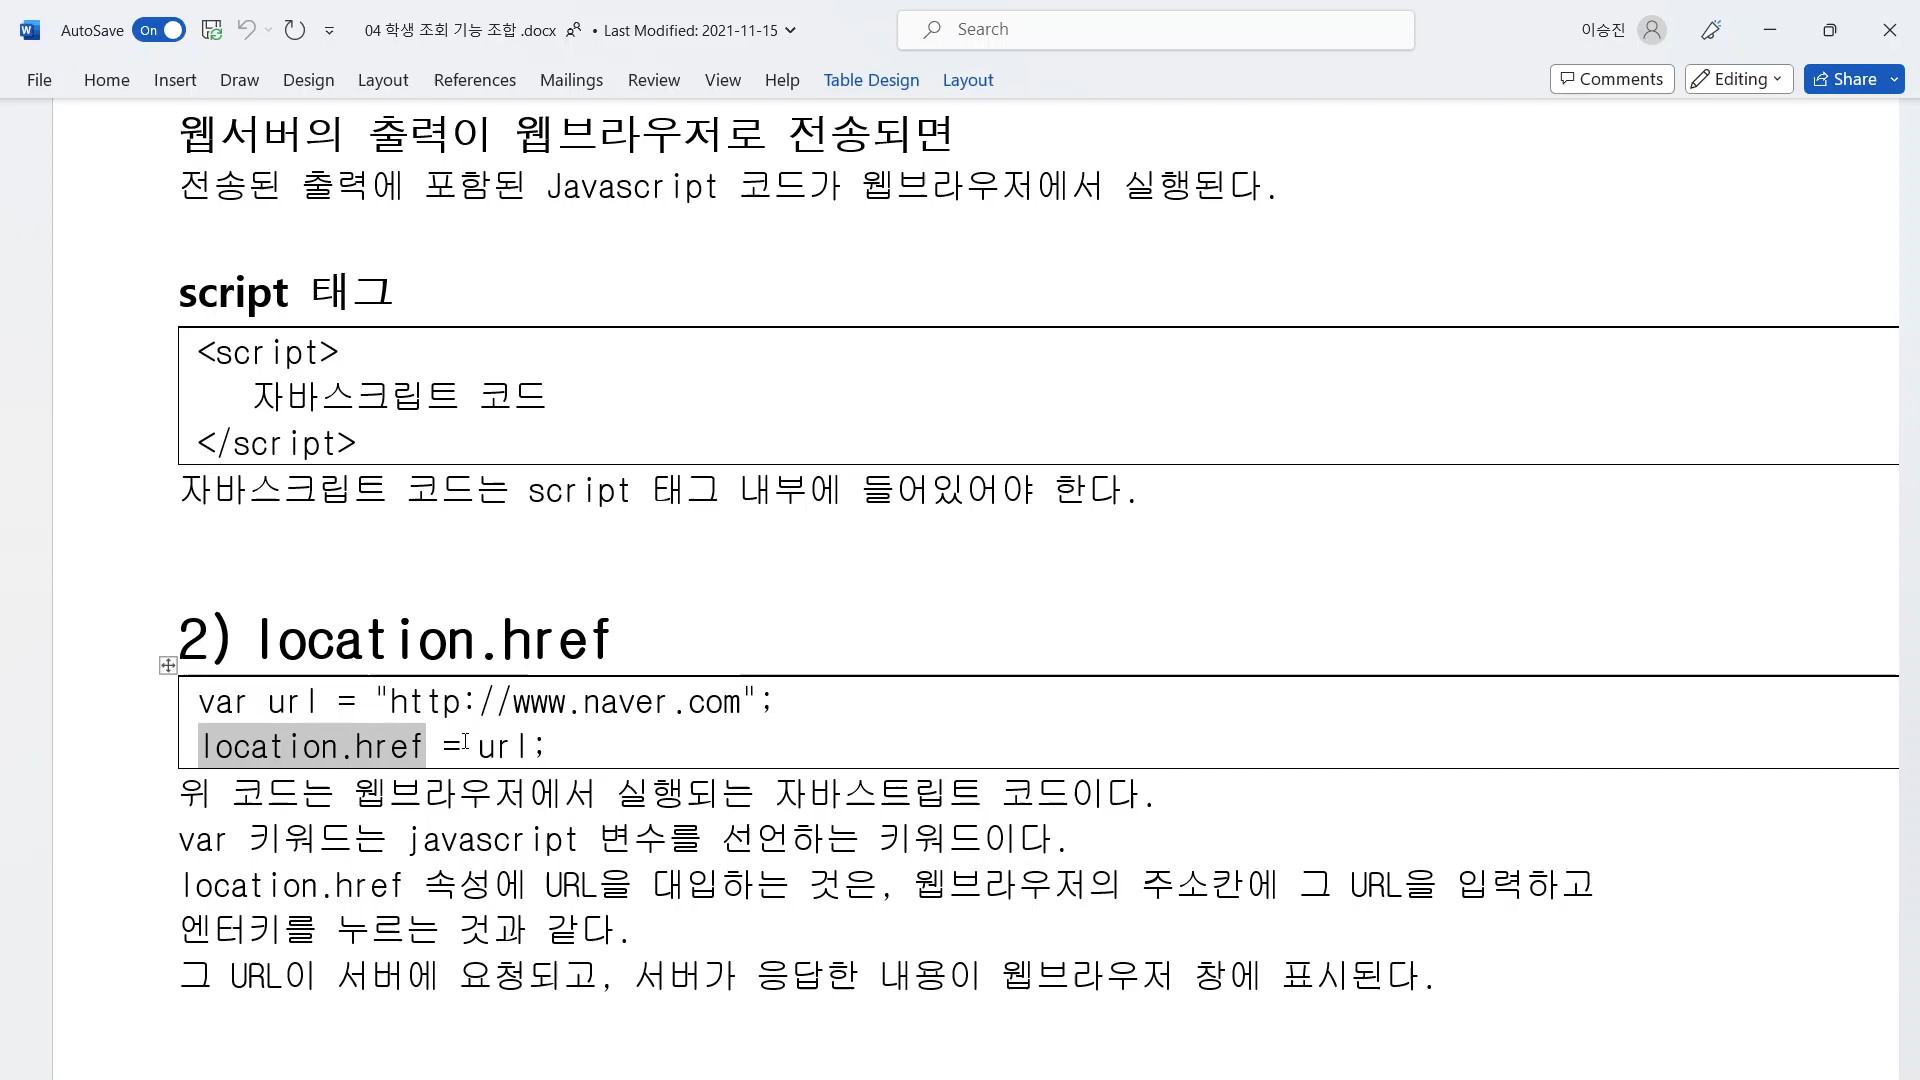 AutoSave On 04 학생 조회 기능 조합 .docx • Last Modified: 2021-11-15 Search 이승진
File Home Insert Draw Design Layout References Mailings Review View Help Table Design Layout Comments Editing Share
웹서버의 출력이 웹브라우저로 전송되면
전송된 출력에 포함된 Javascript 코드가 웹브라우저에서 실행된다.
script 태그
<script>
자바스크립트 코드
</script>
자바스크립트 코드는 script 태그 내부에 들어있어야 한다.
2) location.href
var url = "http://www.naver.com";
location.href = url;
위 코드는 웹브라우저에서 실행되는 자바스트립트 코드이다.
var 키워드는 javascript 변수를 선언하는 키워드이다.
location.href 속성에 URL을 대입하는 것은, 웹브라우저의 주소칸에 그 URL을 입력하고
엔터키를 누르는 것과 같다.
그 URL이 서버에 요청되고, 서버가 응답한 내용이 웹브라우저 창에 표시된다.